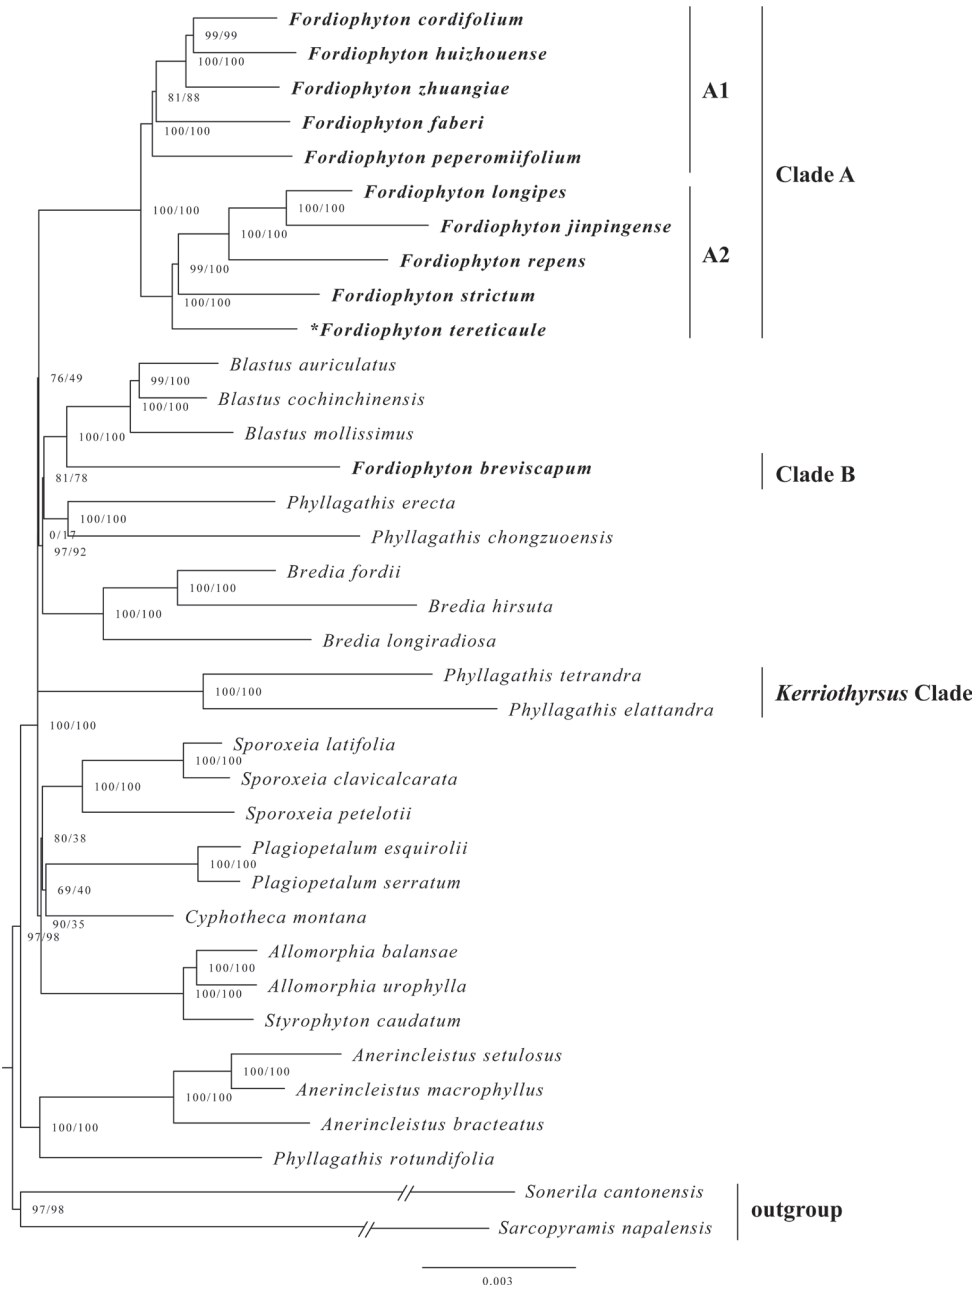 Fordiophyton cordifolium
99/99
Fordiophyton huizhouense
100/100
Fordiophyton zhuangiae
A1
81/88
Fordiophyton faberi
100/100
Fordiophyton peperomiifolium
Clade A
Fordiophyton longipes
100/100
100/100
Fordiophyton jinpingense
100/100
A2
Fordiophyton repens
99/100
Fordiophyton strictum
100/100
*Fordiophyton tereticaule
Blastus auriculatus
76/49
99/100
Blastus cochinchinensis
100/100
Blastus mollissimus
100/100
Fordiophyton breviscapum
Clade B
81/78
Phyllagathis erecta
100/100
0/17
Phyllagathis chongzuoensis
97/92
Bredia fordii
100/100
Bredia hirsuta
100/100
Bredia longiradiosa
Phyllagathis tetrandra
100/100
Kerriothyrsus Clade
Phyllagathis elattandra
100/100
Sporoxeia latifolia
100/100
Sporoxeia clavicalcarata
100/100
Sporoxeia petelotii
80/38
Plagiopetalum esquirolii
100/100
Plagiopetalum serratum
69/40
Cyphotheca montana
90/35
97/98
Allomorphia balansae
100/100
Allomorphia urophylla
100/100
Styrophyton caudatum
Anerincleistus setulosus
100/100
Anerincleistus macrophyllus
100/100
Anerincleistus bracteatus
100/100
Phyllagathis rotundifolia
Sonerila cantonensis
97/98
outgroup
Sarcopyramis napalensis
0.003